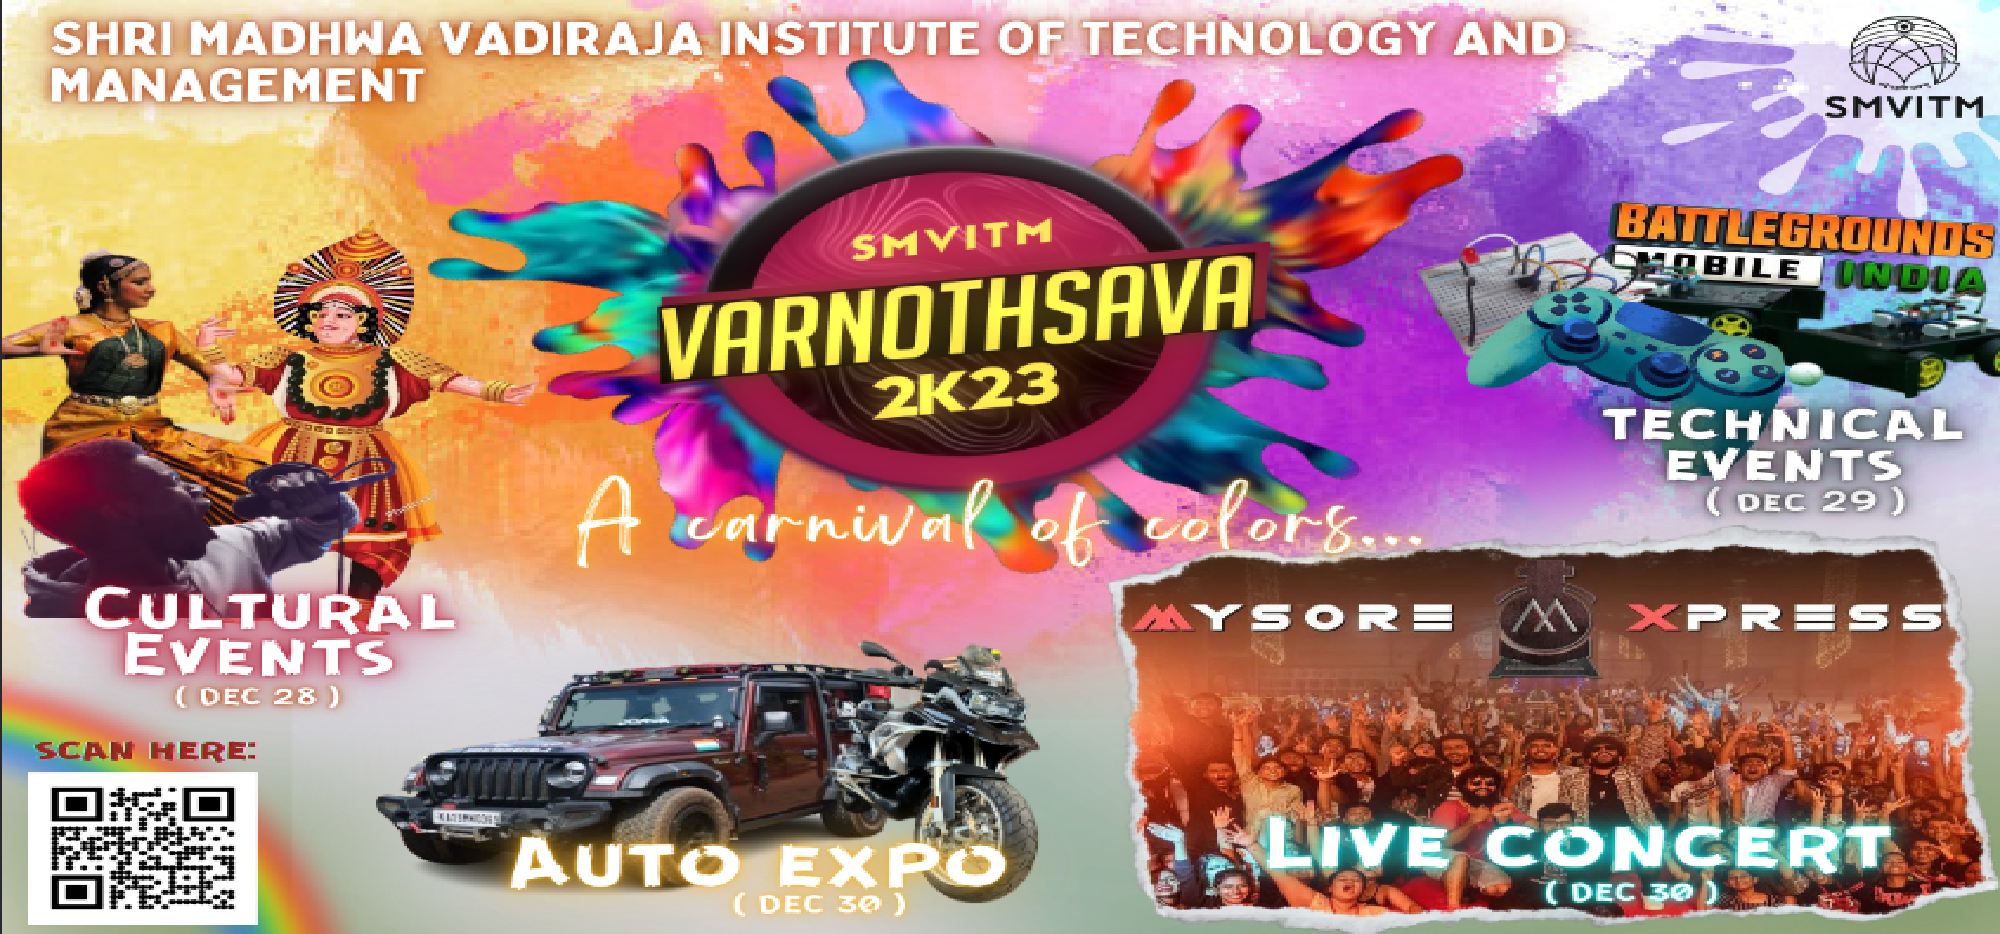 SHRI MADHWA VADIRAJA INSTITUTE OF TECHNOLOGY AND
MANAGEMENT
SMVITM
SMVITM
VARNOTHSAVA
2K23
A carnival of colors...
BATTLEGROUNDS
MOBILE INDIA
TECHNICAL
EVENTS
( DEC 29 )
CULTURAL
EVENTS
( DEC 28 )
SCAN HERE:
AUTO EXPO
( DEC 30 )
MYSORE XPRESS
LIVE CONCERT
( DEC 30 )